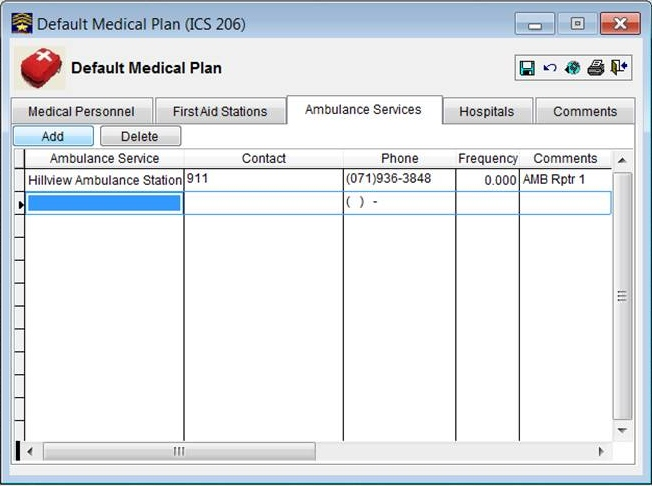 Default Medical Plan (ICS 206)
Default Medical Plan
Medical Personnel First Aid Stations Ambulance Services Hospitals Comments
Add Delete
Ambulance Service Contact Phone Frequency Comments
Hillview Ambulance Station 911 (071)936-3848 0.000 AMB Rptr 1
( ) -